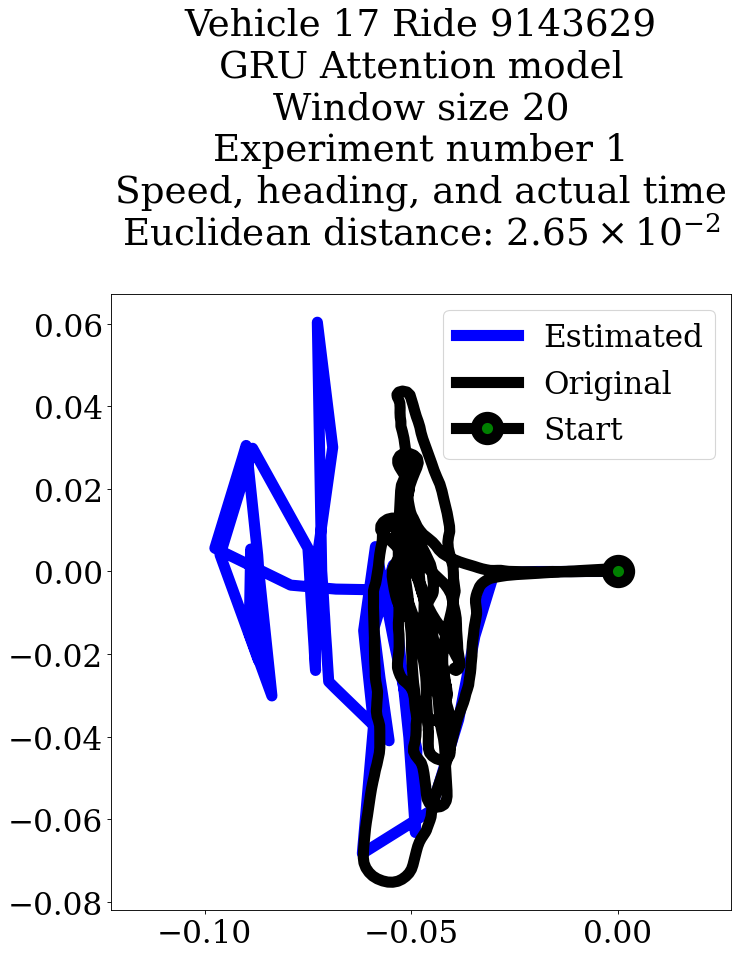 Vehicle 17 Ride 9143629
GRU Attention model
Window size 20
Experiment number 1
Speed, heading, and actual time
Euclidean distance: 2.65 × 10⁻²
Estimated
Original
Start
0.06
0.04
0.02
0.00
−0.02
−0.04
−0.06
−0.08
−0.10
−0.05
0.00